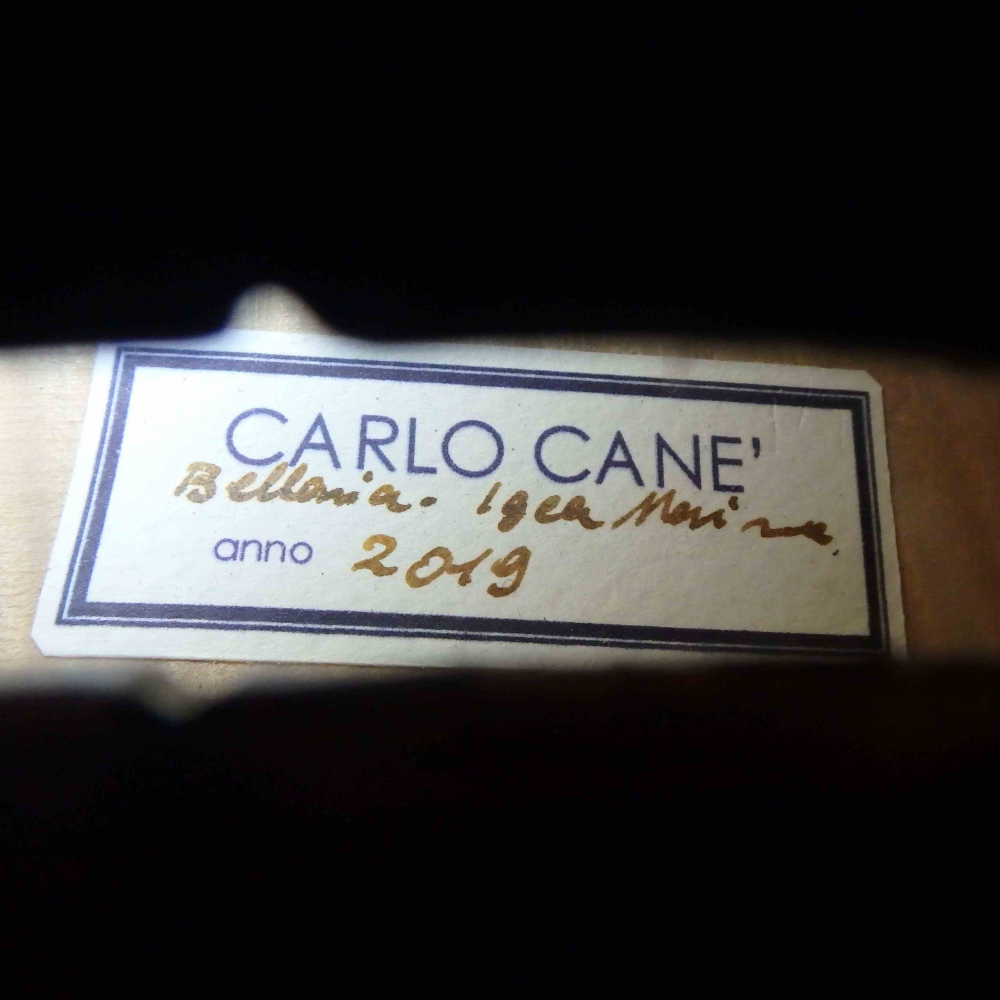 CARLO CANE'
Bellaria - Igea Marina
anno 2019